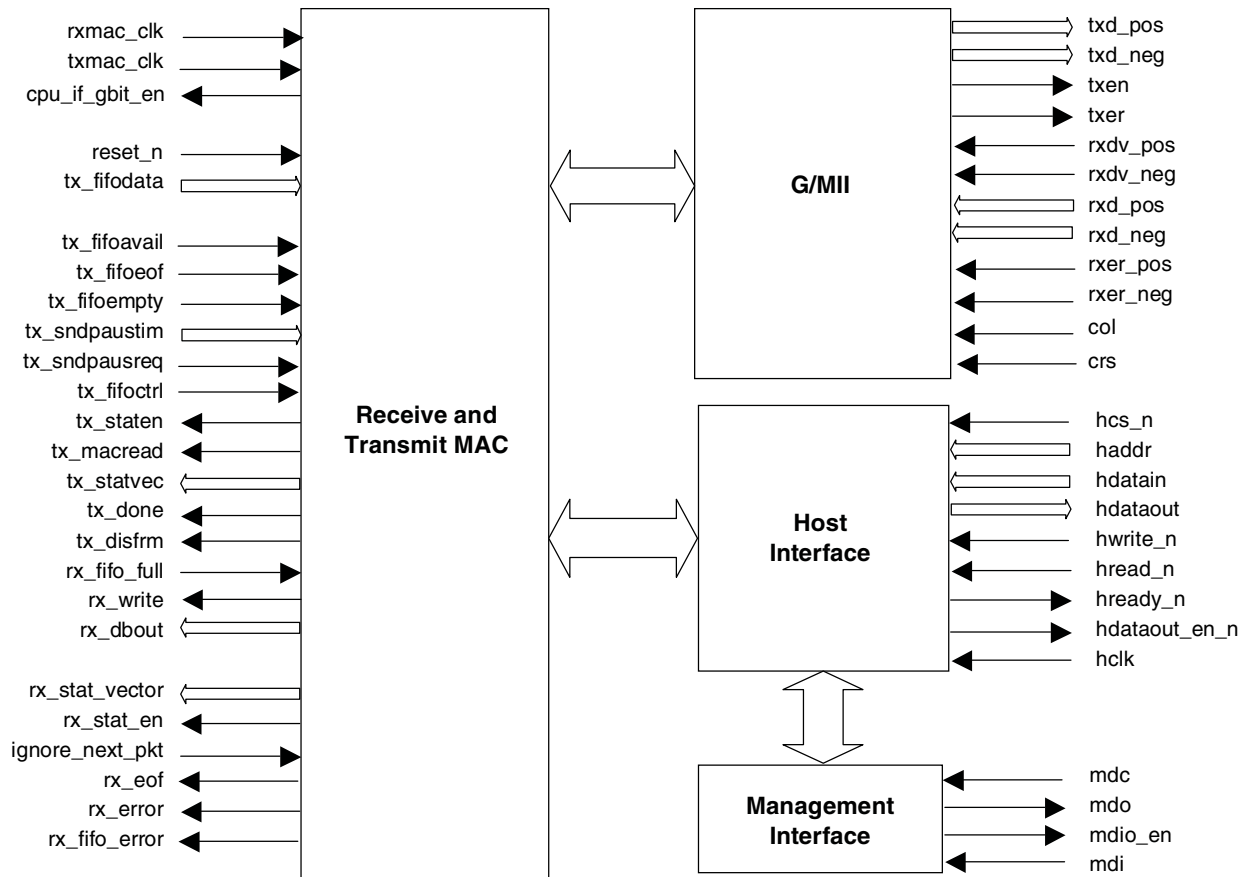 rxmac_clk
txmac_clk
cpu_if_gbit_en
reset_n
tx_fifodata
tx_fifoavail
tx_fifoeof
tx_fifoempty
tx_sndpaustim
tx_sndpausreq
tx_fifoctrl
tx_staten
tx_macread
tx_statvec
tx_done
tx_disfrm
rx_fifo_full
rx_write
rx_dbout
rx_stat_vector
rx_stat_en
ignore_next_pkt
rx_eof
rx_error
rx_fifo_error
Receive and
Transmit MAC
G/MII
txd_pos
txd_neg
txen
txer
rxdv_pos
rxdv_neg
rxd_pos
rxd_neg
rxer_pos
rxer_neg
col
crs
Host
Interface
hcs_n
haddr
hdatain
hdataout
hwrite_n
hread_n
hready_n
hdataout_en_n
hclk
Management
Interface
mdc
mdo
mdio_en
mdi